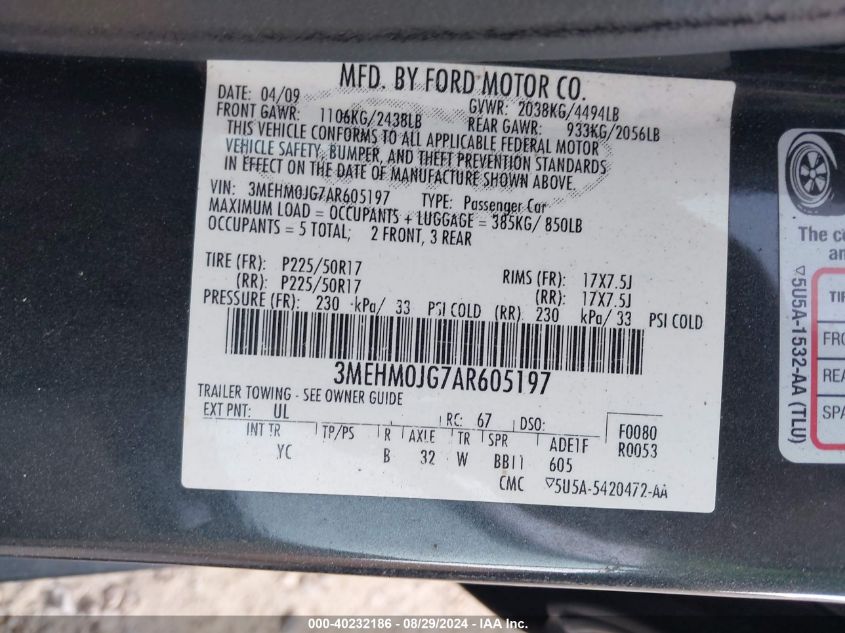 MFD. BY FORD MOTOR CO.
DATE: 04/09 GVWR: 2038KG/4494LB
FRONT GAWR: 1106KG/2438LB REAR GAWR: 933KG/2056LB
THIS VEHICLE CONFORMS TO ALL APPLICABLE FEDERAL MOTOR
VEHICLE SAFETY, BUMPER, AND THEFT PREVENTION STANDARDS
IN EFFECT ON THE DATE OF MANUFACTURE SHOWN ABOVE.
VIN: 3MEHM0JG7AR605197 TYPE: Passenger Car
MAXIMUM LOAD = OCCUPANTS + LUGGAGE = 385KG/ 850LB
OCCUPANTS = 5 TOTAL; 2 FRONT, 3 REAR
TIRE (FR): P225/50R17 RIMS (FR): 17X7.5J
(RR): P225/50R17 (RR): 17X7.5J
PRESSURE (FR): 230 kPa/ 33 PSI COLD (RR) 230 kPa/ 33 PSI COLD
3MEHM0JG7AR605197
TRAILER TOWING - SEE OWNER GUIDE
EXT PNT: UL RC: 67 DSO: F0080
INT TR TP/PS R AXLE TR SPR ADE1F R0053
YC B 32 W BB11 605
CMC ▽5U5A-5420472-AA
The co
an
TIR
FRO
REA
SPA
▽5U5A-1532-AA (TLU)
000-40232186 - 08/29/2024 - IAA Inc.